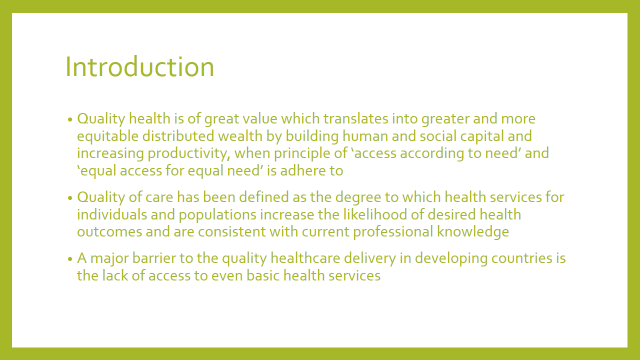 Introduction
• Quality health is of great value which translates into greater and more
equitable distributed wealth by building human and social capital and
increasing productivity, when principle of ‘access according to need’ and
‘equal access for equal need’ is adhere to
• Quality of care has been defined as the degree to which health services for
individuals and populations increase the likelihood of desired health
outcomes and are consistent with current professional knowledge
• A major barrier to the quality healthcare delivery in developing countries is
the lack of access to even basic health services